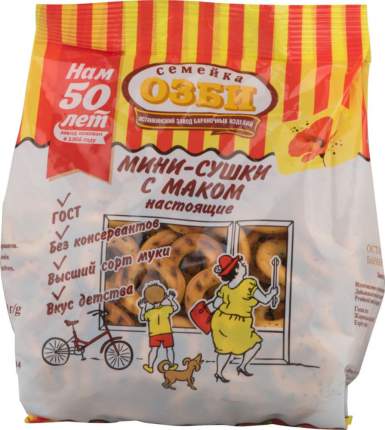 СЕМЕЙКА
ОЗБИ
Нам
50
лет
МИНИ-СУШКИ
С МАКОМ
настоящие
ГОСТ
Без консервантов
Высший сорт муки
Вкус детства